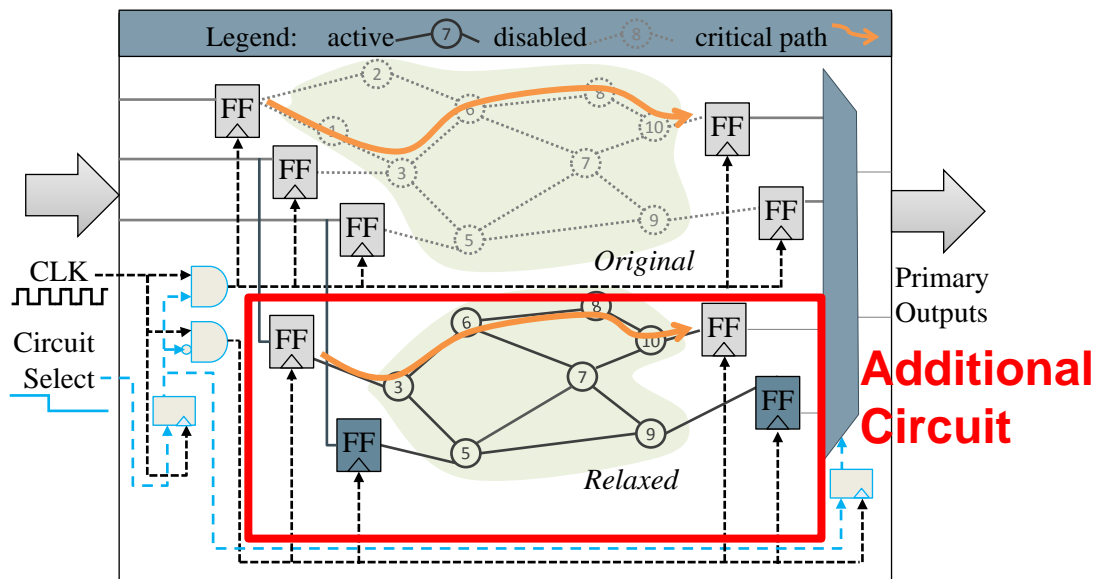 Legend: active 7 disabled 8 critical path
2
FF
8
6
FF
1
10
FF
3
7
FF
5
9
FF
FF
Original
CLK
Primary
Outputs
Circuit
Select
8
6
FF
FF
10
3
7
Additional
Circuit
FF
FF
5
9
Relaxed